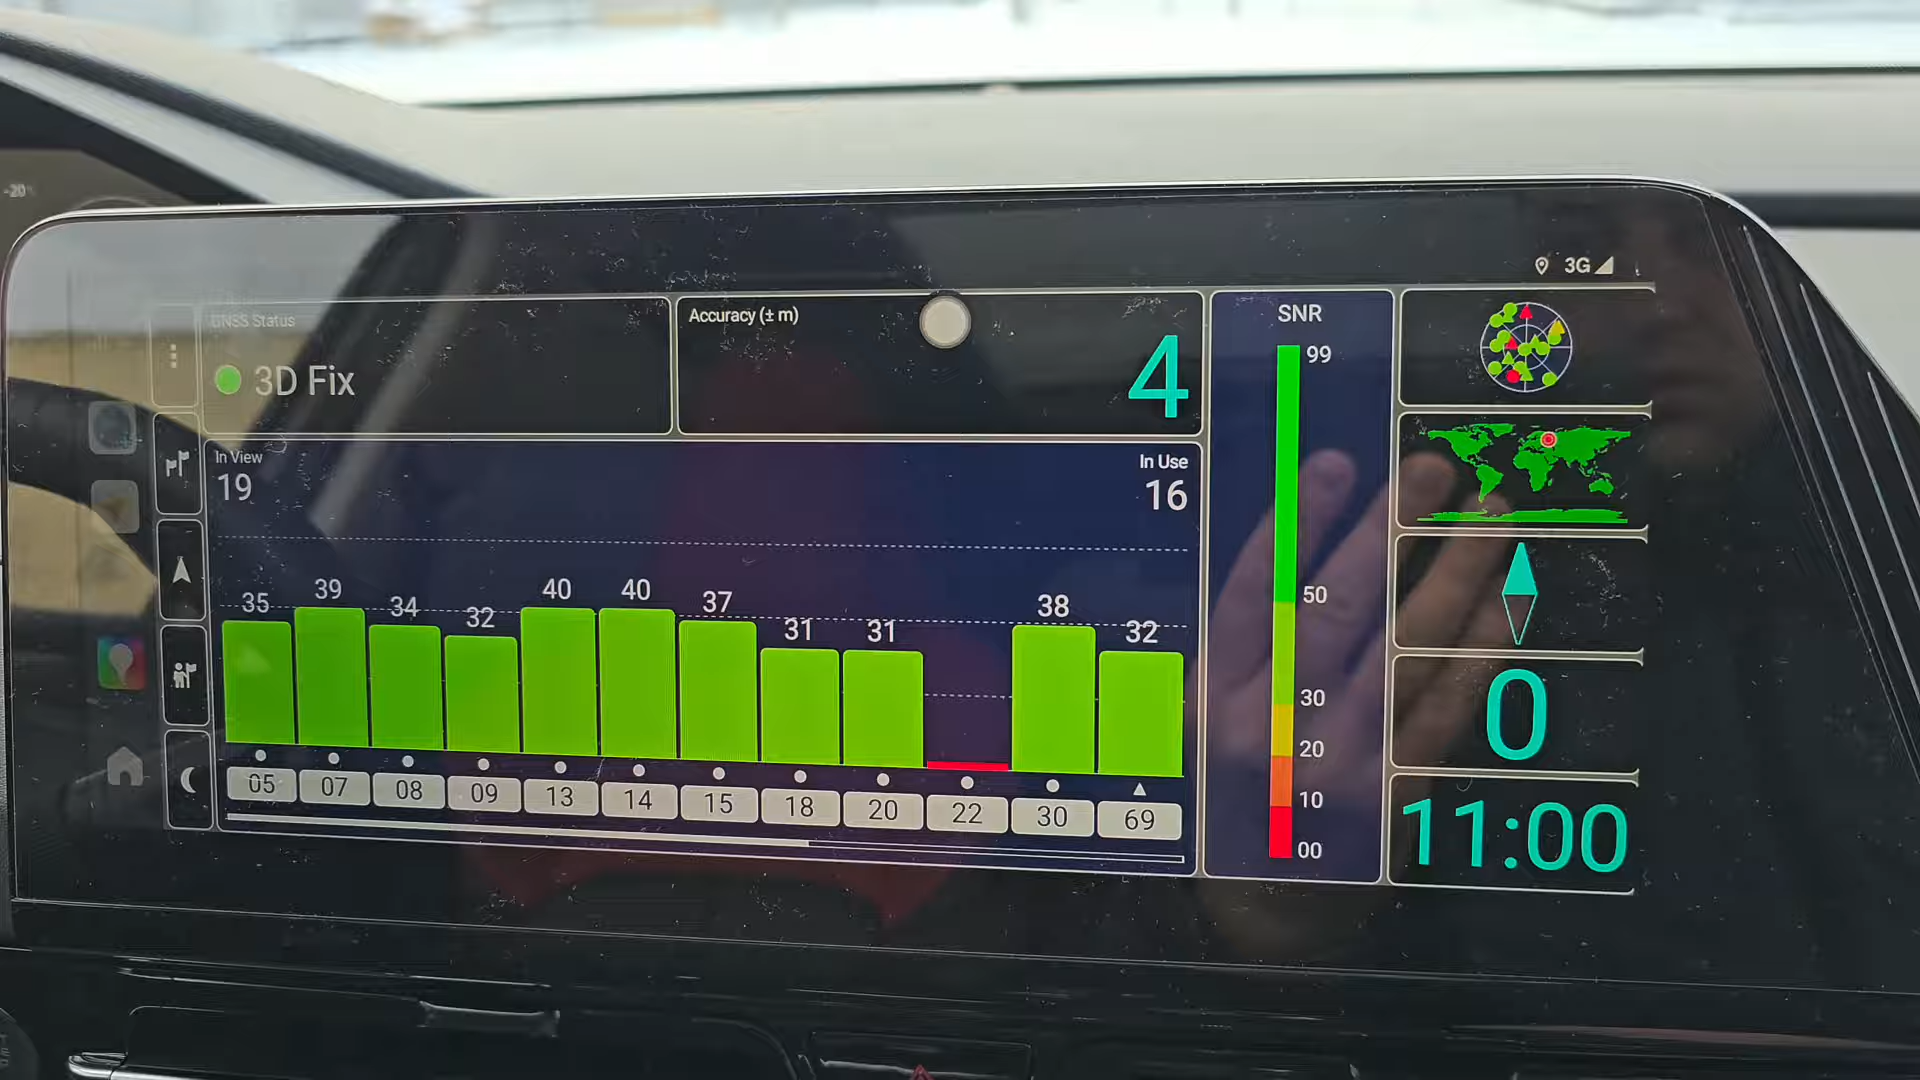 -20°
3G
GNSS Status
3D Fix
Accuracy (± m)
4
In View
19
In Use
16
35 39 34 32 40 40 37 31 31 38 32
05 07 08 09 13 14 15 18 20 22 30 69
SNR
99
50
30
20
10
00
0
11:00